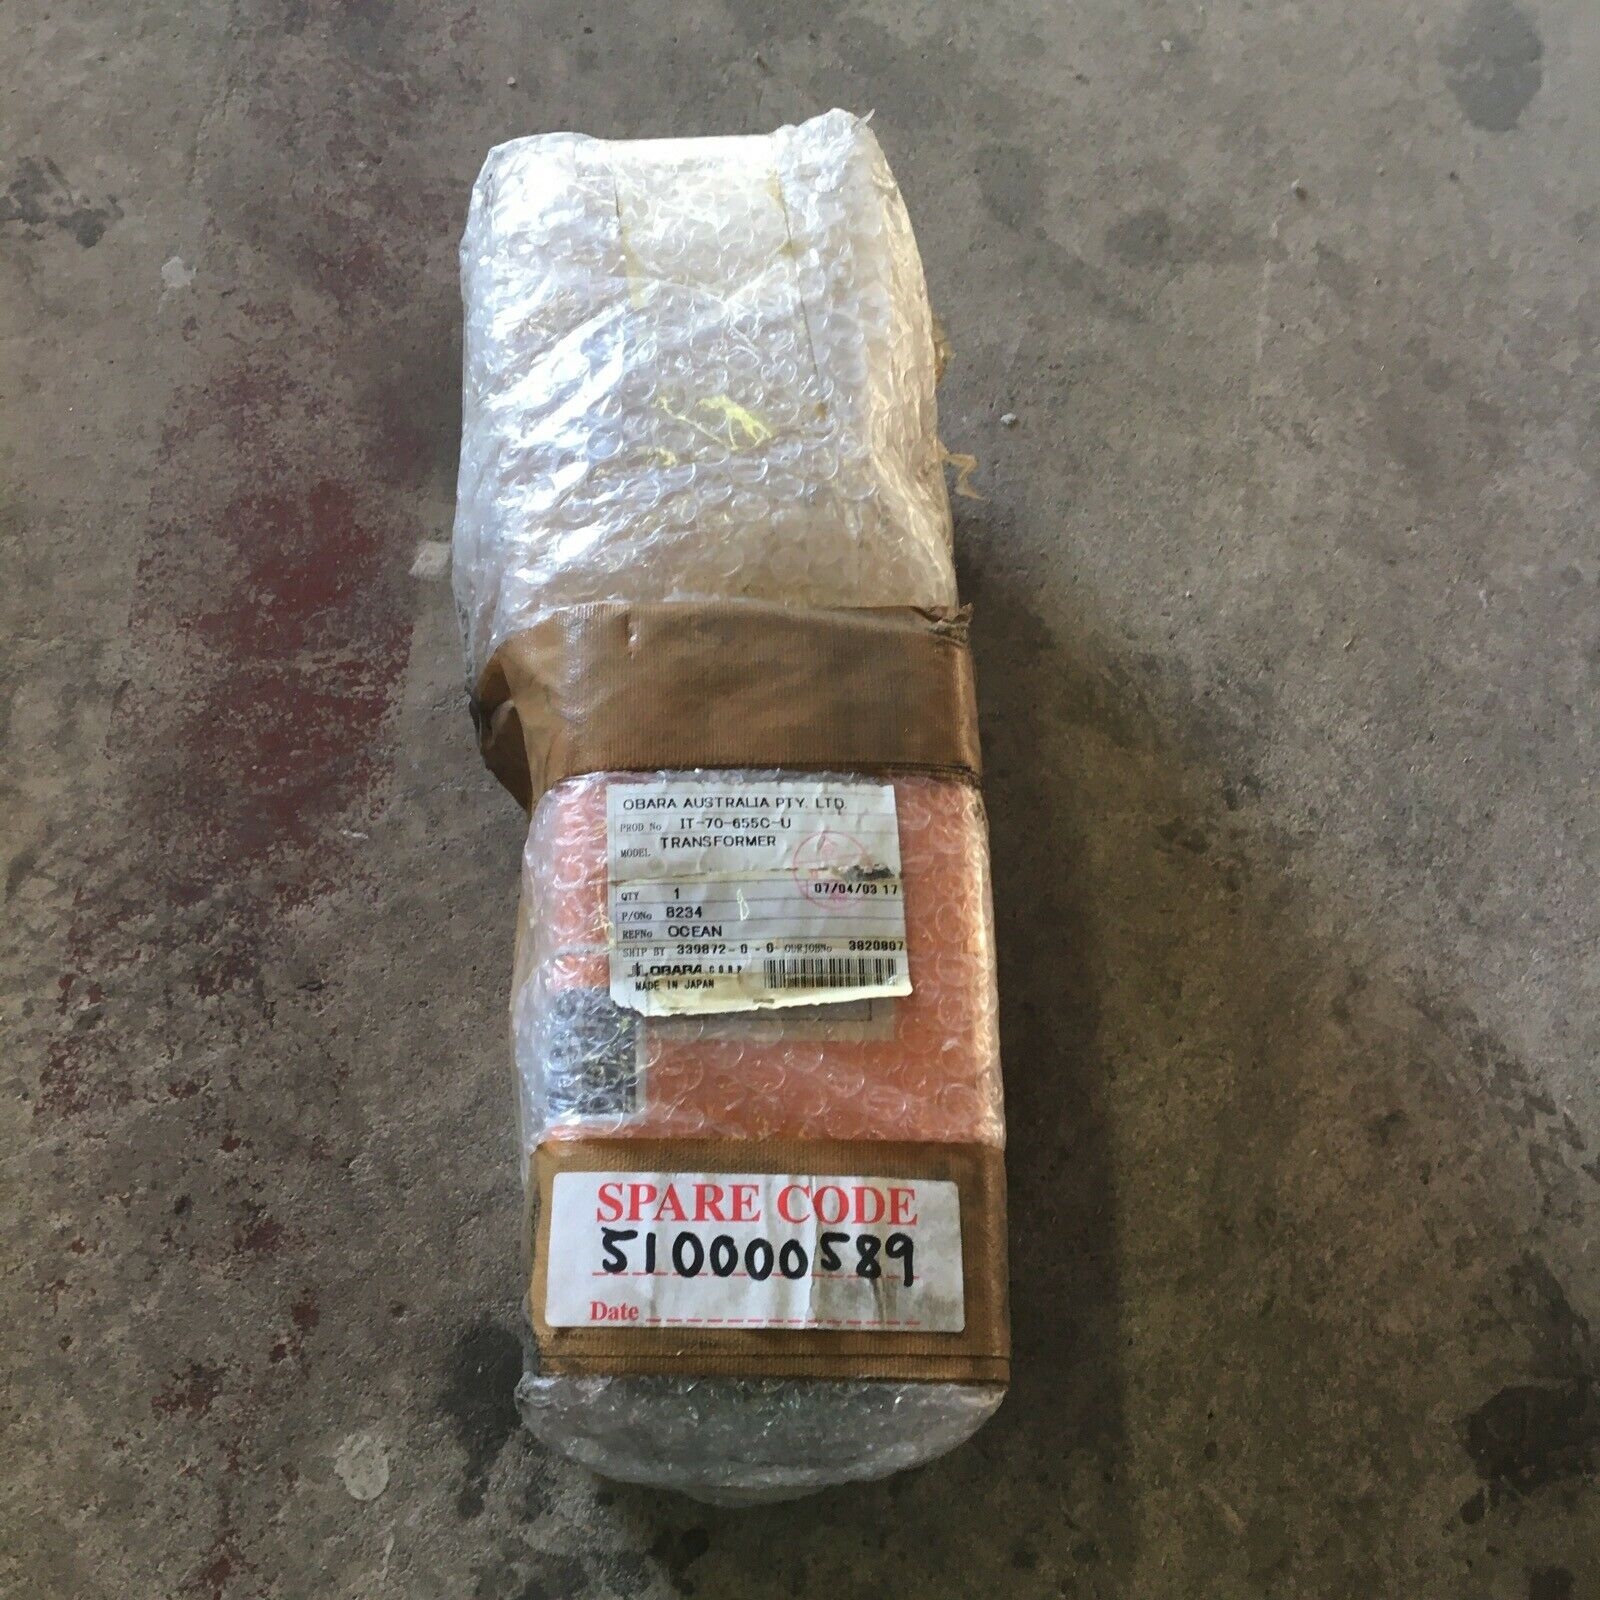 OBARA AUSTRALIA PTY. LTD.
PROD No IT-70-655C-U
MODEL TRANSFORMER
07/04/03 17
QTY 1
P/ONo 8234
REFNo OCEAN
SHIP BY 339872-0-0 OURJOBNo 3820807
OBARA CORP
MADE IN JAPAN
SPARE CODE
510000589
Date